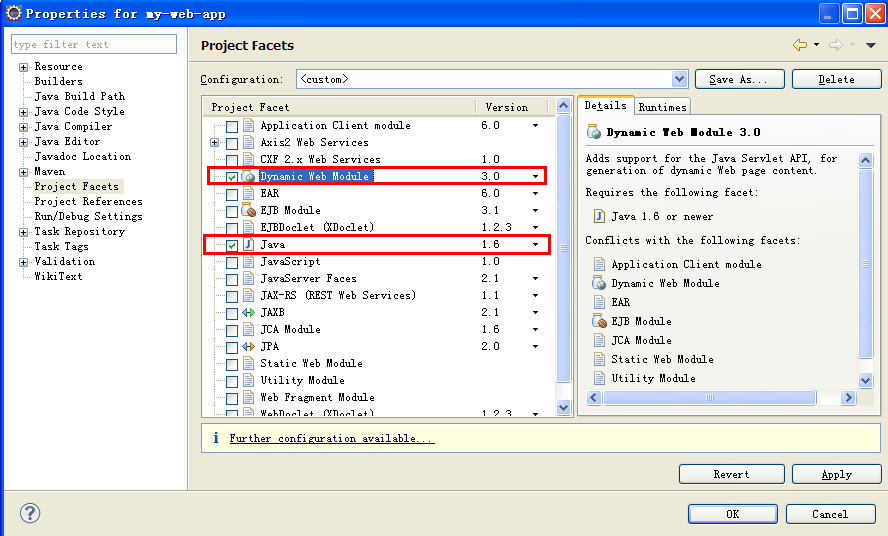 Properties for my-web-app
type filter text
Resource
Builders
Java Build Path
Java Code Style
Java Compiler
Java Editor
Javadoc Location
Maven
Project Facets
Project References
Run/Debug Settings
Task Repository
Task Tags
Validation
WikiText
Project Facets
Configuration: <custom> Save As... Delete
Project Facet Version
Application Client module 6.0
Axis2 Web Services
CXF 2.x Web Services 1.0
Dynamic Web Module 3.0
EAR 6.0
EJB Module 3.1
EJBDoclet (XDoclet) 1.2.3
Java 1.6
JavaScript 1.0
JavaServer Faces 2.1
JAX-RS (REST Web Services) 1.1
JAXB 2.1
JCA Module 1.6
JPA 2.0
Static Web Module
Utility Module
Web Fragment Module
WebDoclet (XDoclet) 1.2.3
Details Runtimes
Dynamic Web Module 3.0
Adds support for the Java Servlet API, for
generation of dynamic Web page content.
Requires the following facet:
Java 1.6 or newer
Conflicts with the following facets:
Application Client module
Dynamic Web Module
EAR
EJB Module
JCA Module
Static Web Module
Utility Module
i Further configuration available...
Revert Apply
? OK Cancel